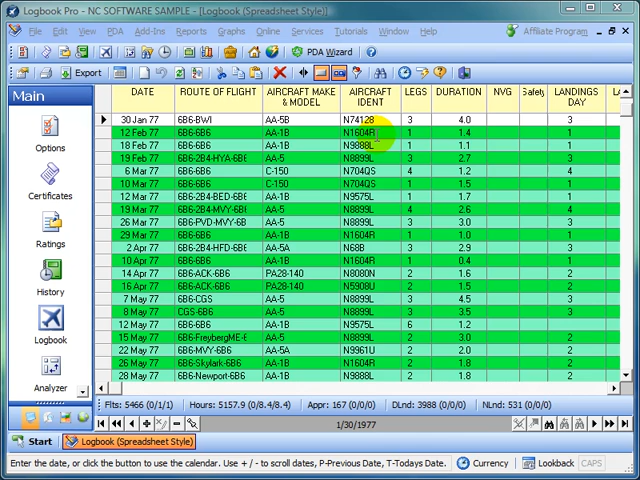 Logbook Pro - NC SOFTWARE SAMPLE - [Logbook (Spreadsheet Style)]
File Edit View PDA Add-Ins Reports Graphs Online Services Tutorials Window Help Affiliate Program
PDA Wizard
Export
Main
Options
Certificates
Ratings
History
Logbook
Analyzer
DATE ROUTE OF FLIGHT AIRCRAFT MAKE & MODEL AIRCRAFT IDENT LEGS DURATION NVG Safety LANDINGS DAY
30 Jan 77 6B6-BWI AA-5B N74128 3 4.0 3
12 Feb 77 6B6-6B6 AA-1B N1604R 1 1.4 1
18 Feb 77 6B6-6B6 AA-1B N9888L 1 1.1 1
19 Feb 77 6B6-2B4-HYA-6B6 AA-5 N8899L 3 2.7 3
6 Mar 77 6B6-6B6 C-150 N704QS 4 1.2 4
10 Mar 77 6B6-6B6 C-150 N704QS 1 1.5 1
12 Mar 77 6B6-2B4-BED-6B6 AA-1B N9575L 1 1.7 1
19 Mar 77 6B6-2B4-MVY-6B6 AA-5 N8899L 4 2.6 4
26 Mar 77 6B6-PVD-MVY-6B6 AA-5 N8899L 3 3.0 3
29 Mar 77 6B6-6B6 AA-1B N1604R 1 1.0 1
2 Apr 77 6B6-2B4-HFD-6B6 AA-5A N68B 3 2.9 3
10 Apr 77 6B6-6B6 AA-1B N1604R 1 0.4 1
14 Apr 77 6B6-ACK-6B6 PA28-140 N8080N 2 1.6 2
16 Apr 77 6B6-ACK-6B6 PA28-140 N5908U 2 1.5 2
7 May 77 6B6-CGS AA-5 N8899L 3 4.5 3
8 May 77 CGS-6B6 AA-5 N8899L 3 3.5 3
12 May 77 6B6-6B6 AA-1B N9575L 6 1.2
15 May 77 6B6-FreybergME-6B AA-5 N8899L 2 3.0 2
22 May 77 6B6-MVY-6B6 AA-5A N9961U 2 2.0 2
26 May 77 6B6-Skylark-6B6 AA-1B N1604R 2 1.8 2
28 May 77 6B6-Newport-6B6 AA-1B N9888L 2 1.8 2
Flts: 5466 (0/1/1) Hours: 5157.9 (0/8.4/8.4) Appr: 167 (0/0/0) DLnd: 3988 (0/0/0) NLnd: 531 (0/0/0)
1/30/1977
Start Logbook (Spreadsheet Style)
Enter the date, or click the button to use the calendar. Use + / - to scroll dates, P-Previous Date, T-Todays Date. Currency Lookback CAPS